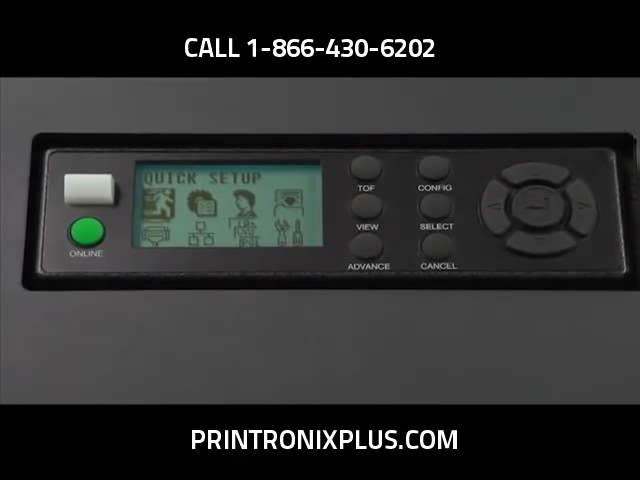 CALL 1-866-430-6202
QUICK SETUP
TOF
CONFIG
VIEW
SELECT
ONLINE
ADVANCE
CANCEL
PRINTRONIXPLUS.COM